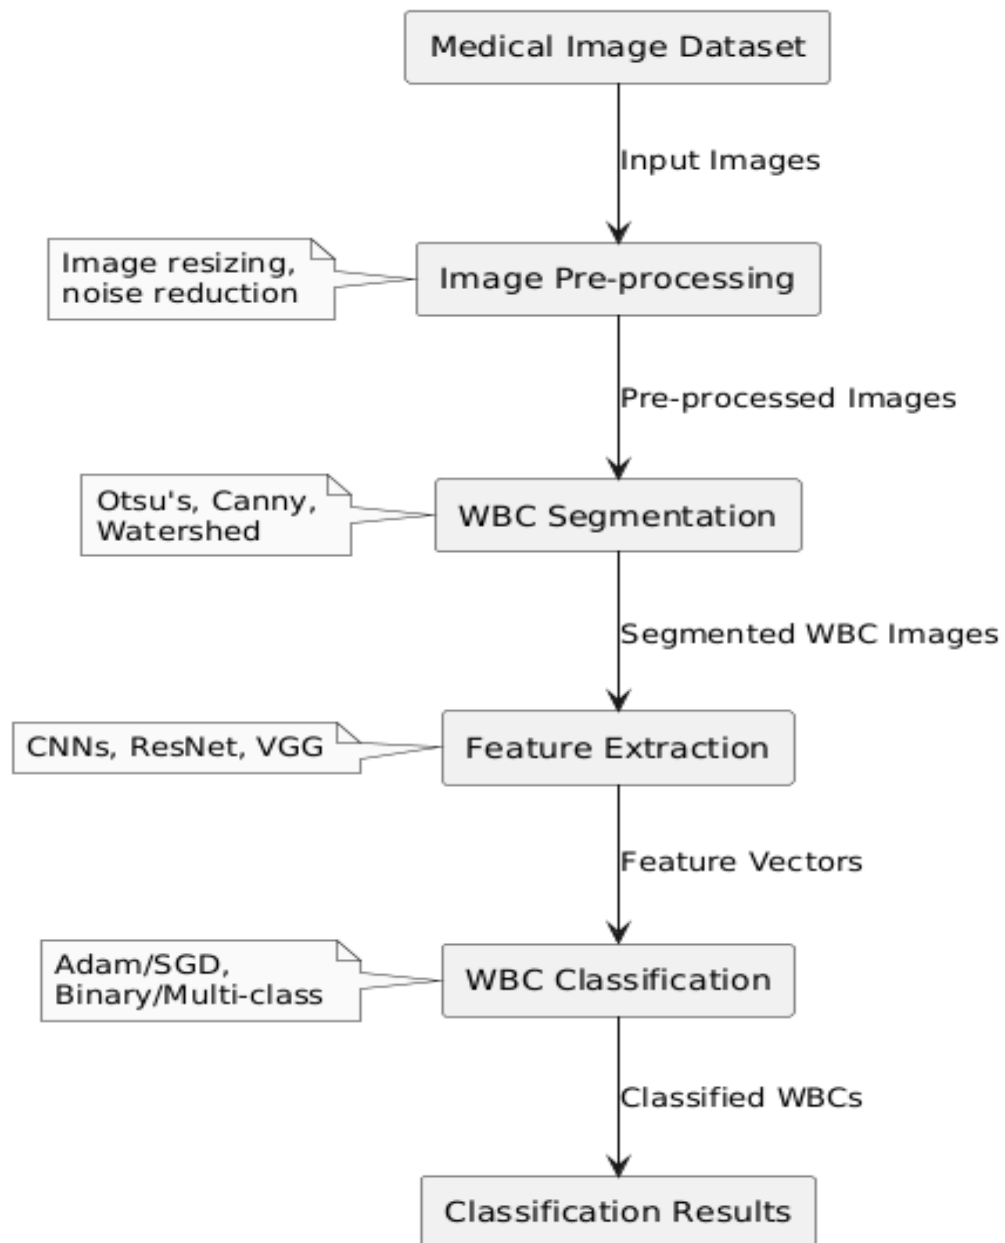 Medical Image Dataset
Input Images
Image resizing,
noise reduction
Image Pre-processing
Pre-processed Images
Otsu's, Canny,
Watershed
WBC Segmentation
Segmented WBC Images
CNNs, ResNet, VGG
Feature Extraction
Feature Vectors
Adam/SGD,
Binary/Multi-class
WBC Classification
Classified WBCs
Classification Results